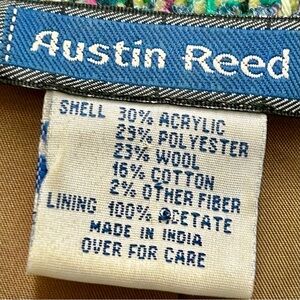 Austin Reed
SHELL 30% ACRYLIC
29% POLYESTER
23% WOOL
16% COTTON
2% OTHER FIBER
LINING 100% ACETATE
MADE IN INDIA
OVER FOR CARE